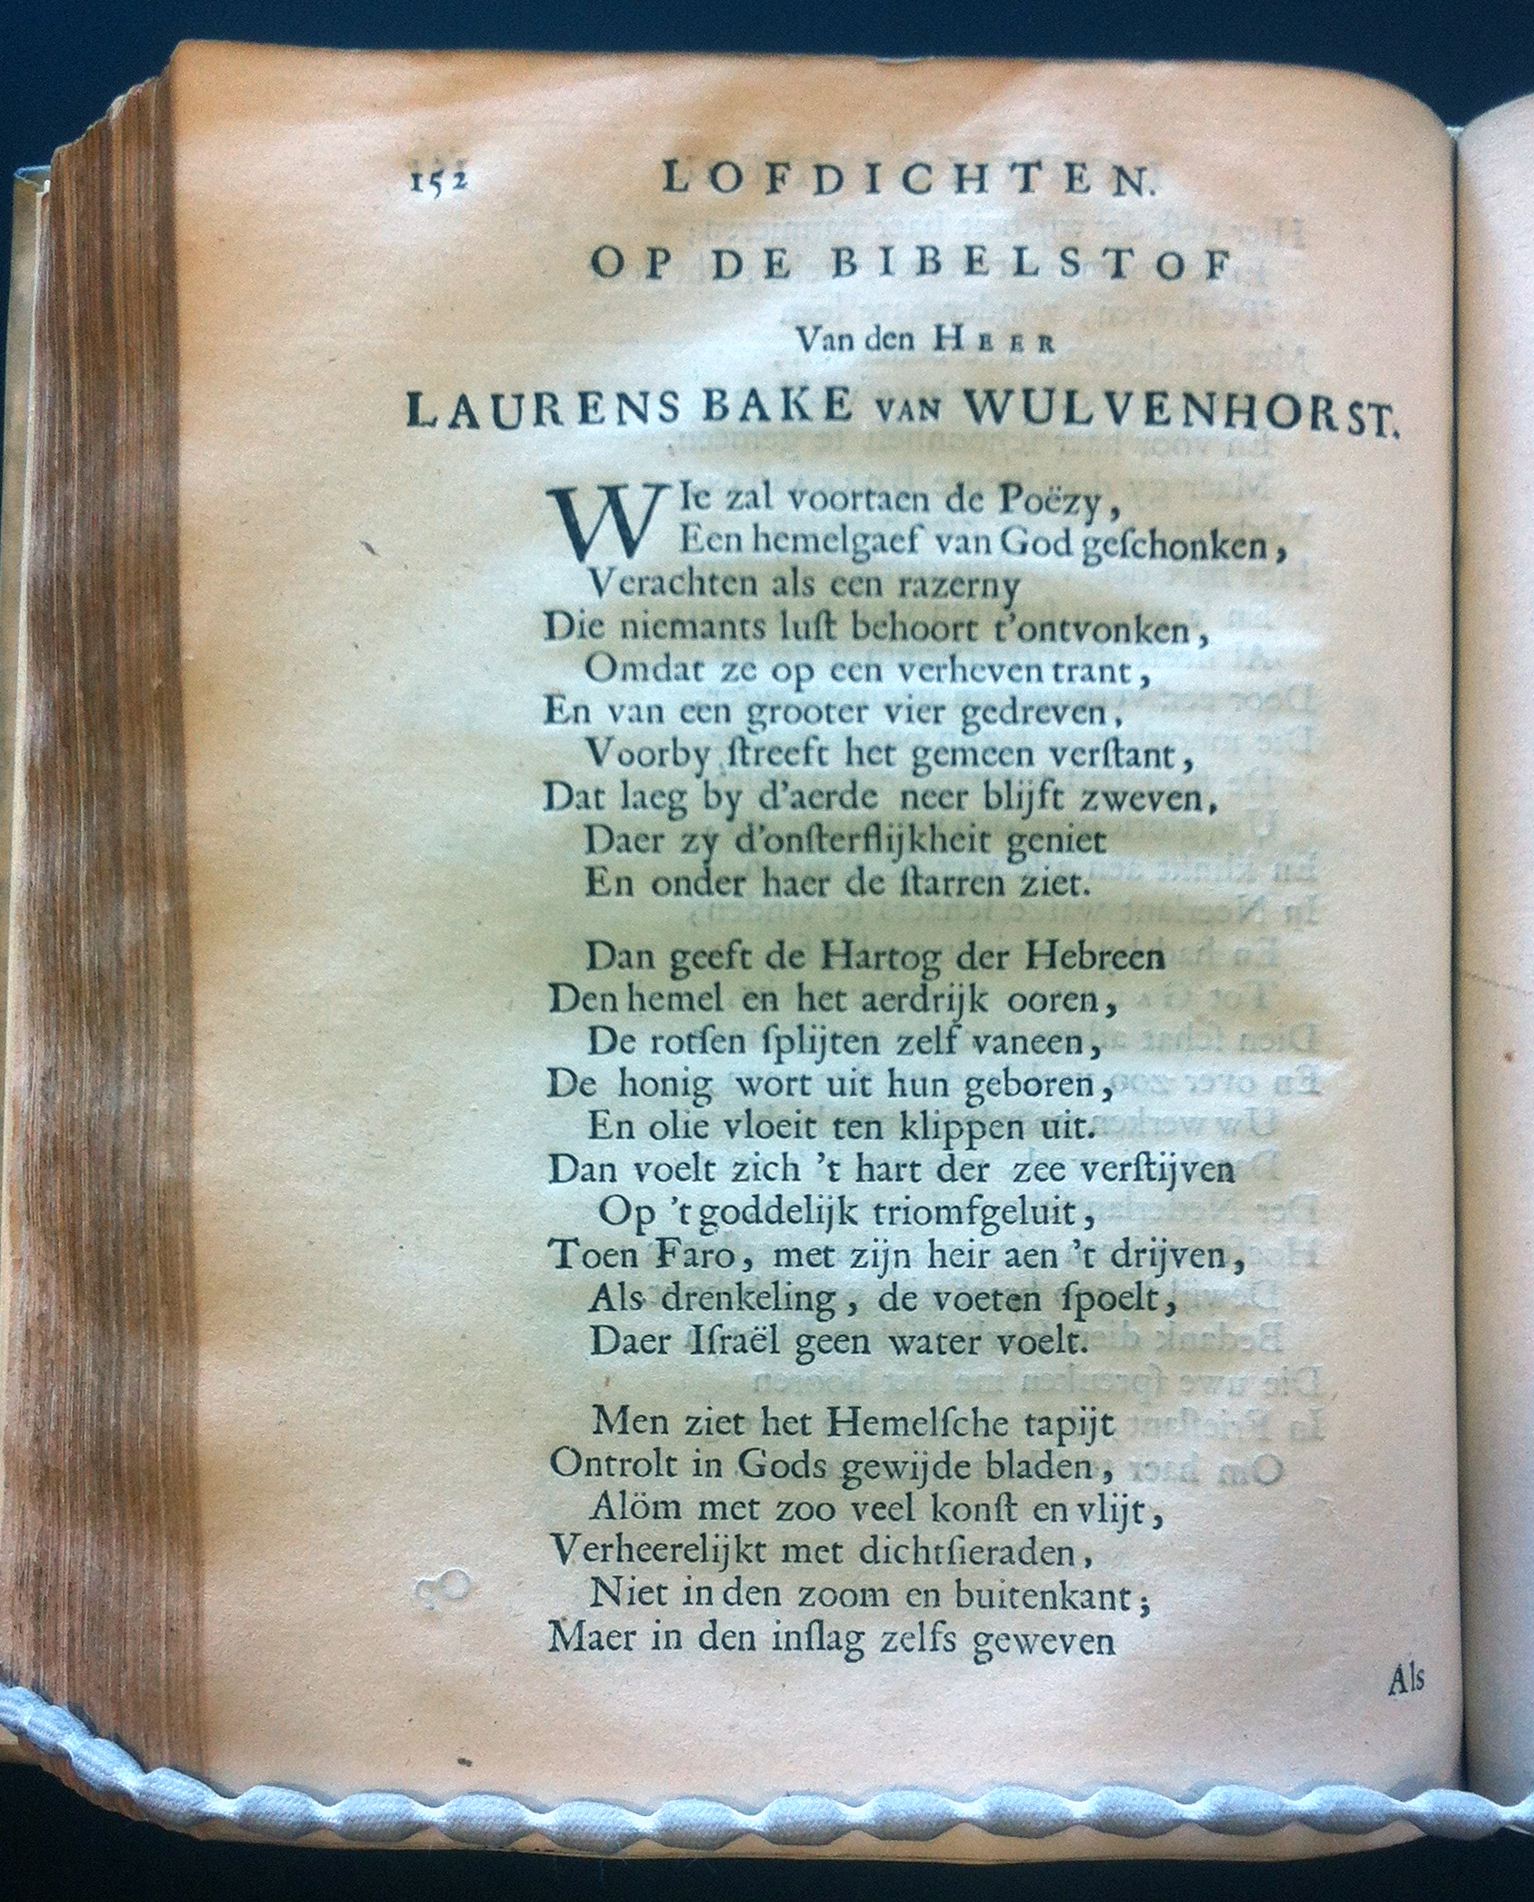 152 LOFDICHTEN.
OP DE BIBELSTOF
Van den HEER
LAURENS BAKE VAN WULVENHORST.
WIe zal voortaen de Poëzy,
Een hemelgaef van God geſchonken,
Verachten als een razerny
Die niemants luſt behoort t'ontvonken,
Omdat ze op een verheven trant,
En van een grooter vier gedreven,
Voorby ſtreeft het gemeen verſtant,
Dat laeg by d'aerde neer blijft zweven,
Daer zy d'onſterflijkheit geniet
En onder haer de ſtarren ziet.
Dan geeft de Hartog der Hebreen
Den hemel en het aerdrijk ooren,
De rotſen ſplijten zelf vaneen,
De honig wort uit hun geboren,
En olie vloeit ten klippen uit.
Dan voelt zich 't hart der zee verſtijven
Op 't goddelijk triomfgeluit,
Toen Faro, met zijn heir aen 't drijven,
Als drenkeling, de voeten ſpoelt,
Daer Iſraël geen water voelt.
Men ziet het Hemelſche tapijt
Ontrolt in Gods gewijde bladen,
Alöm met zoo veel konſt en vlijt,
Verheerelijkt met dichtſieraden,
Niet in den zoom en buitenkant;
Maer in den inſlag zelfs geweven
Als